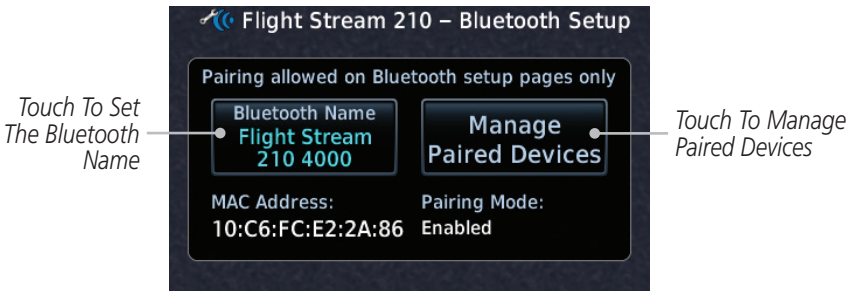 Flight Stream 210 – Bluetooth Setup
Pairing allowed on Bluetooth setup pages only
Touch To Set
The Bluetooth
Name
Bluetooth Name
Flight Stream
210 4000
Manage
Paired Devices
Touch To Manage
Paired Devices
MAC Address:
10:C6:FC:E2:2A:86
Pairing Mode:
Enabled